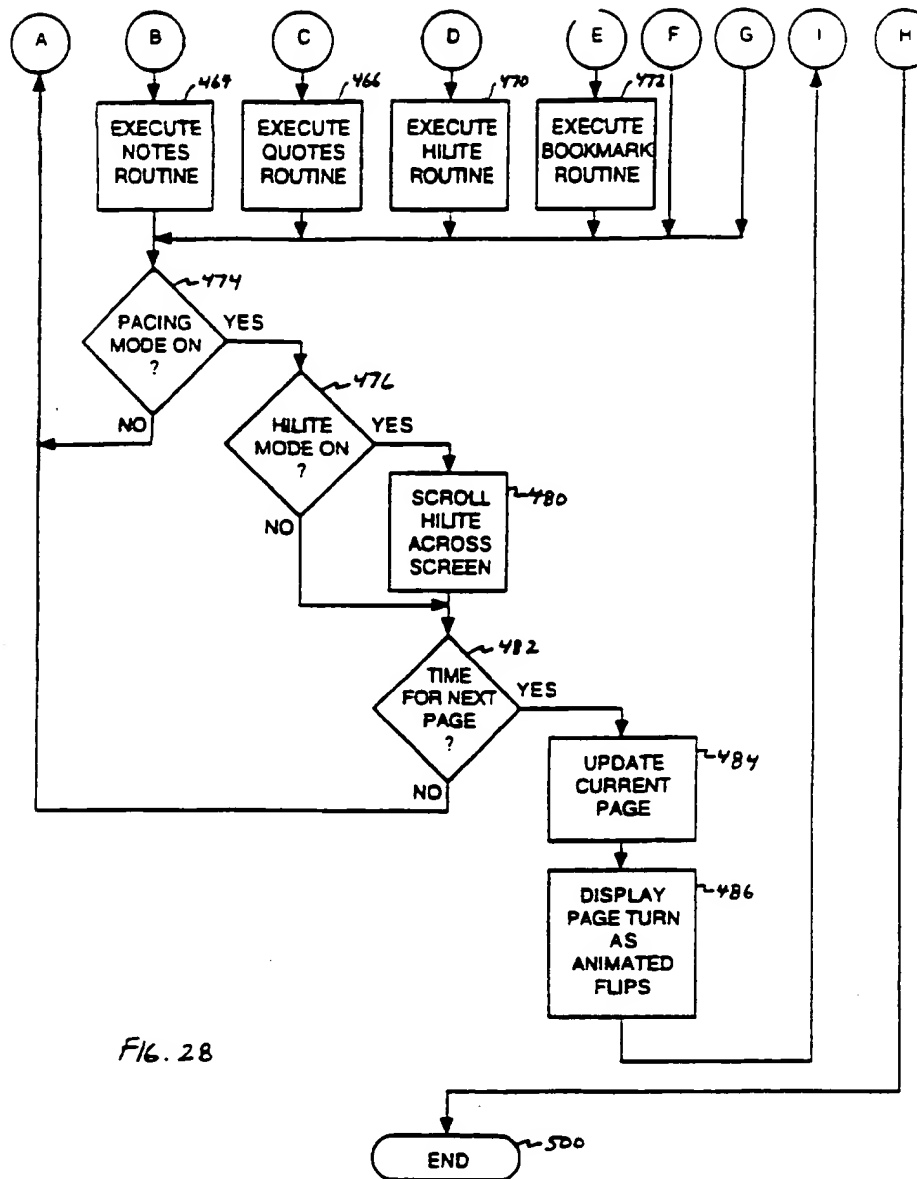 A B C D E F G I H
464 466 470 472
EXECUTE
NOTES
ROUTINE
EXECUTE
QUOTES
ROUTINE
EXECUTE
HILITE
ROUTINE
EXECUTE
BOOKMARK
ROUTINE
474
PACING
MODE ON
?
YES
NO
476
HILITE
MODE ON
?
YES
NO
480
SCROLL
HILITE
ACROSS
SCREEN
482
TIME
FOR NEXT
PAGE
?
YES
NO
484
UPDATE
CURRENT
PAGE
486
DISPLAY
PAGE TURN
AS
ANIMATED
FLIPS
FIG. 28
500
END